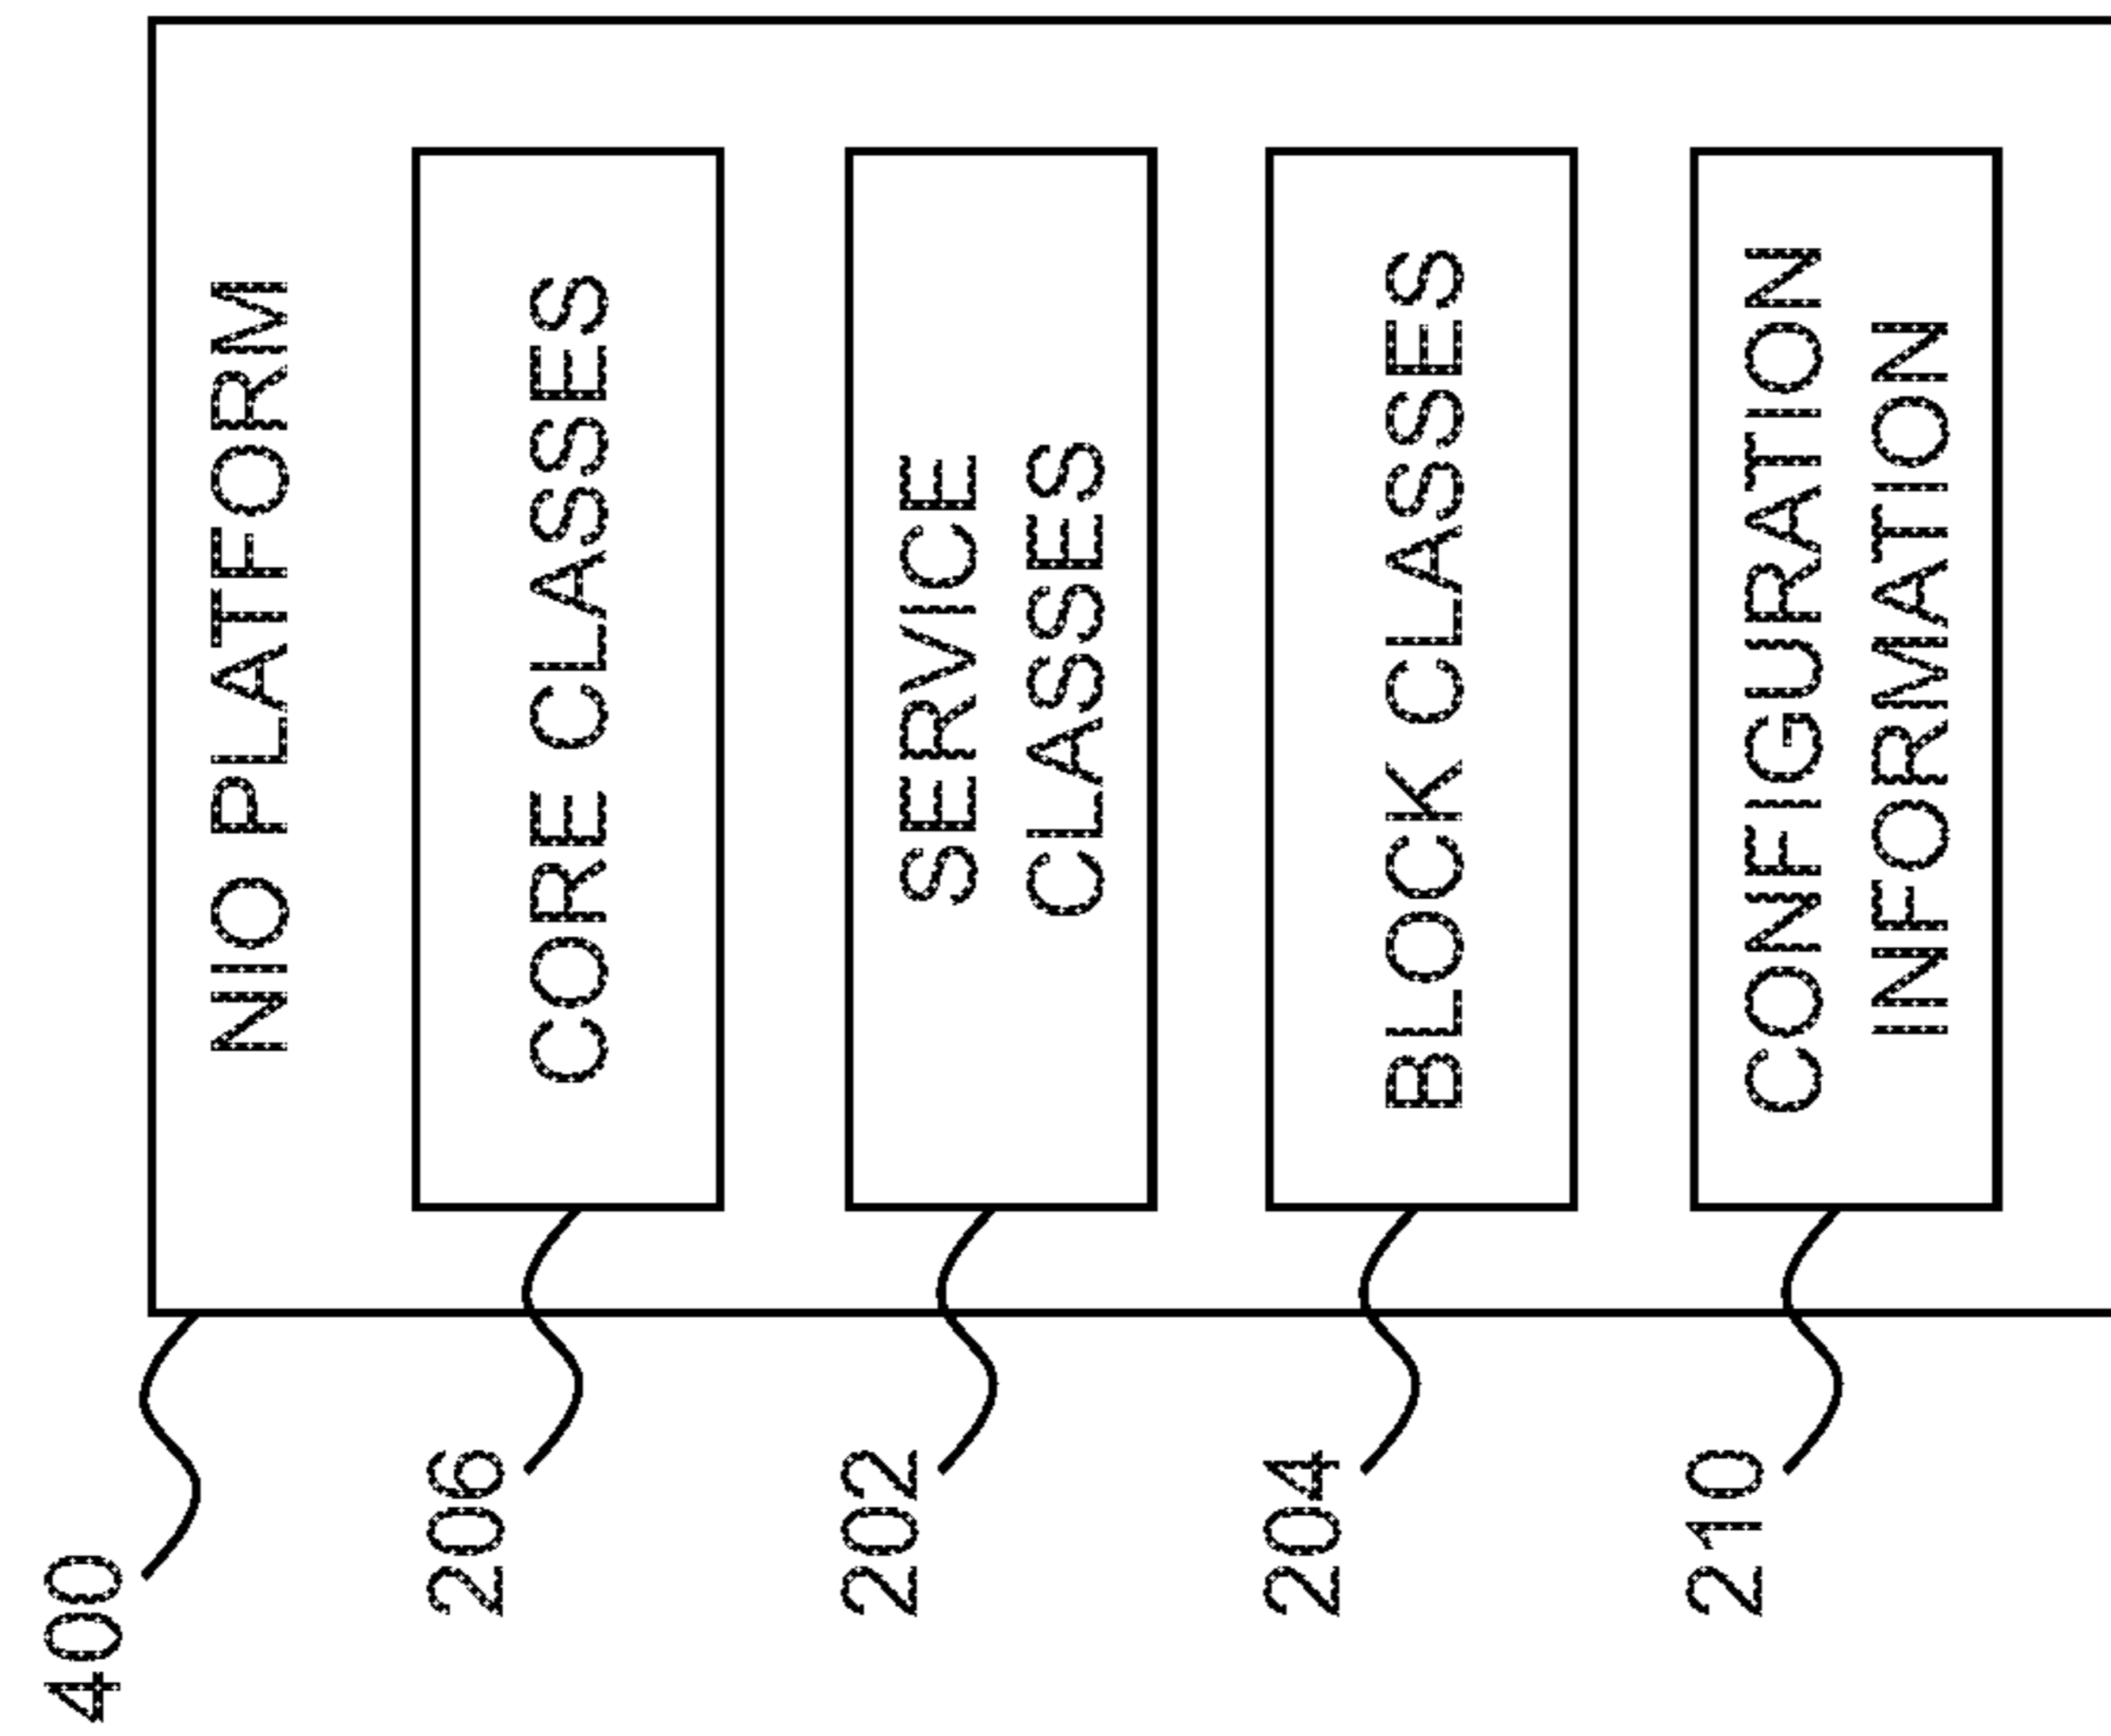 400
NIO PLATFORM
206
CORE CLASSES
202
SERVICE
CLASSES
204
BLOCK CLASSES
210
CONFIGURATION
INFORMATION